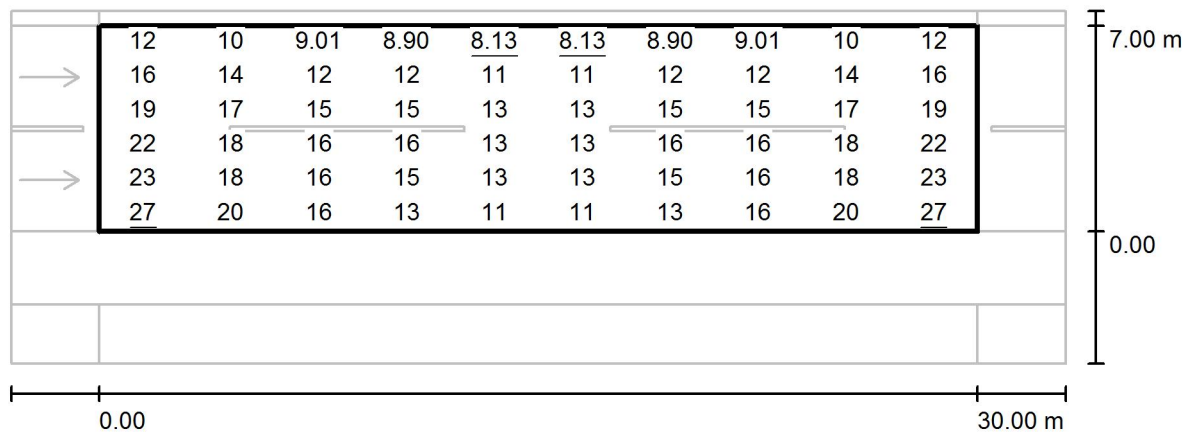 12 10 9.01 8.90 8.13 8.13 8.90 9.01 10 12
7.00 m
16 14 12 12 11 11 12 12 14 16
19 17 15 15 13 13 15 15 17 19
22 18 16 16 13 13 16 16 18 22
23 18 16 15 13 13 15 16 18 23
27 20 16 13 11 11 13 16 20 27
0.00
0.00 30.00 m